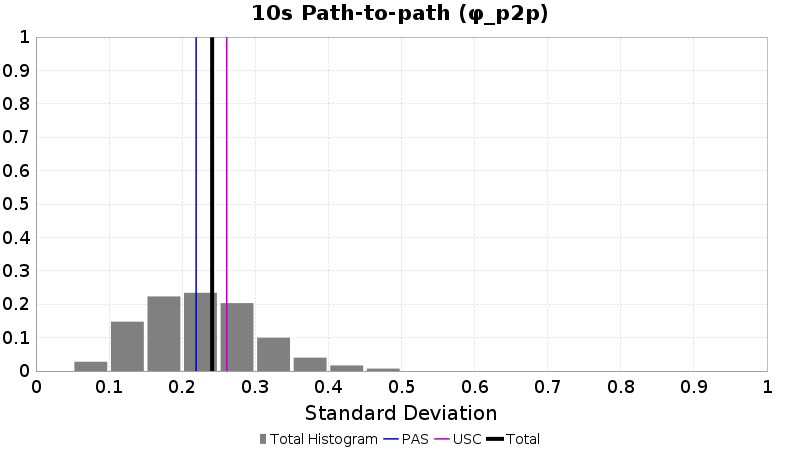 10s Path-to-path (φ_p2p)
1
0.9
0.8
0.7
0.6
0.5
0.4
0.3
0.2
0.1
0
0 0.1 0.2 0.3 0.4 0.5 0.6 0.7 0.8 0.9 1
Standard Deviation
Total Histogram PAS USC Total